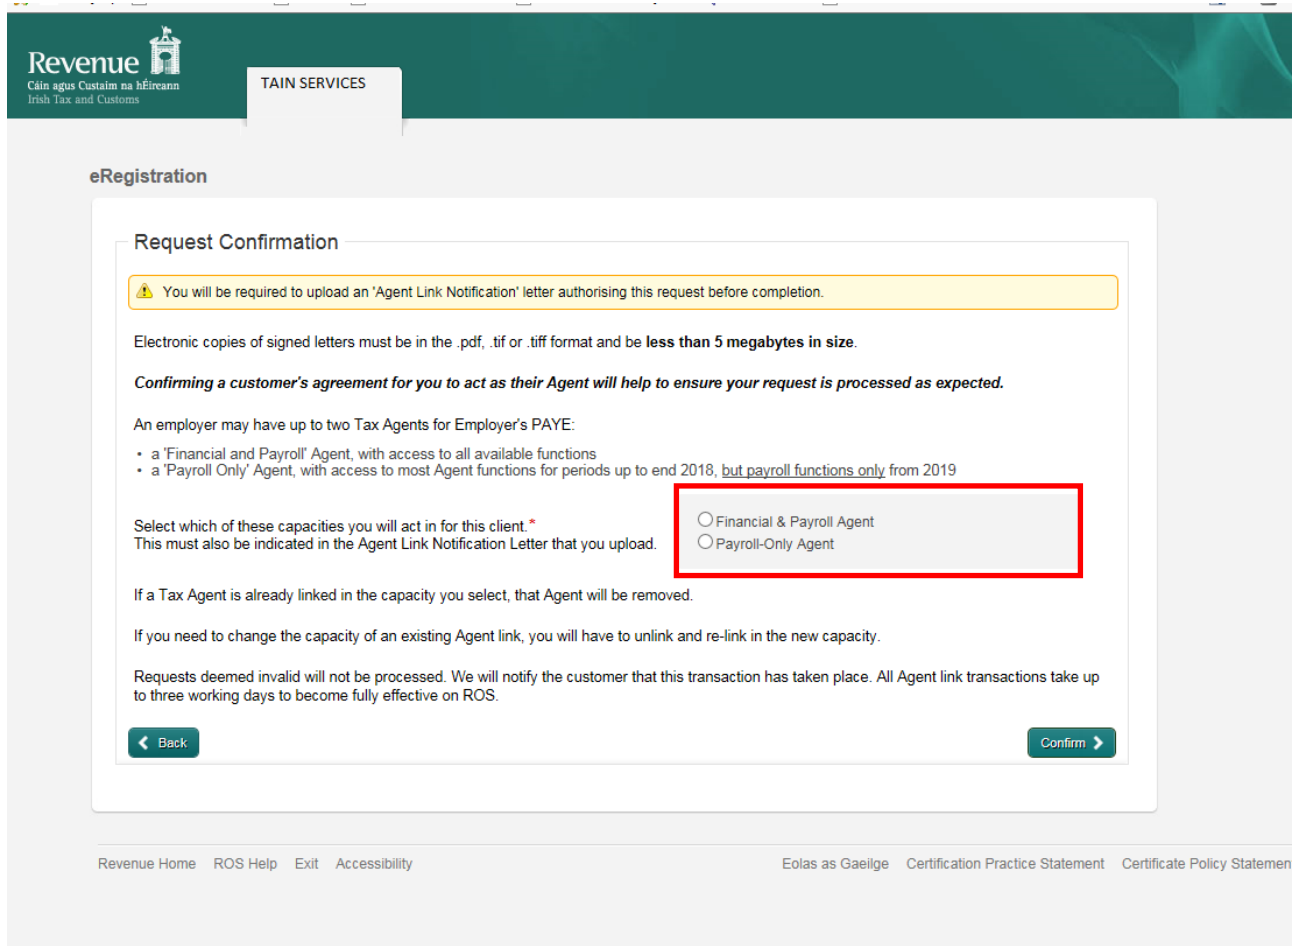 Revenue
Cáin agus Custaim na hÉireann
Irish Tax and Customs
TAIN SERVICES
eRegistration
Request Confirmation
You will be required to upload an 'Agent Link Notification' letter authorising this request before completion.
Electronic copies of signed letters must be in the .pdf, .tif or .tiff format and be less than 5 megabytes in size.
Confirming a customer's agreement for you to act as their Agent will help to ensure your request is processed as expected.
An employer may have up to two Tax Agents for Employer's PAYE:
• a 'Financial and Payroll' Agent, with access to all available functions
• a 'Payroll Only' Agent, with access to most Agent functions for periods up to end 2018, but payroll functions only from 2019
Select which of these capacities you will act in for this client.*
This must also be indicated in the Agent Link Notification Letter that you upload.
Financial & Payroll Agent
Payroll-Only Agent
If a Tax Agent is already linked in the capacity you select, that Agent will be removed.
If you need to change the capacity of an existing Agent link, you will have to unlink and re-link in the new capacity.
Requests deemed invalid will not be processed. We will notify the customer that this transaction has taken place. All Agent link transactions take up
to three working days to become fully effective on ROS.
Back
Confirm
Revenue Home ROS Help Exit Accessibility
Eolas as Gaeilge Certification Practice Statement Certificate Policy Statemen